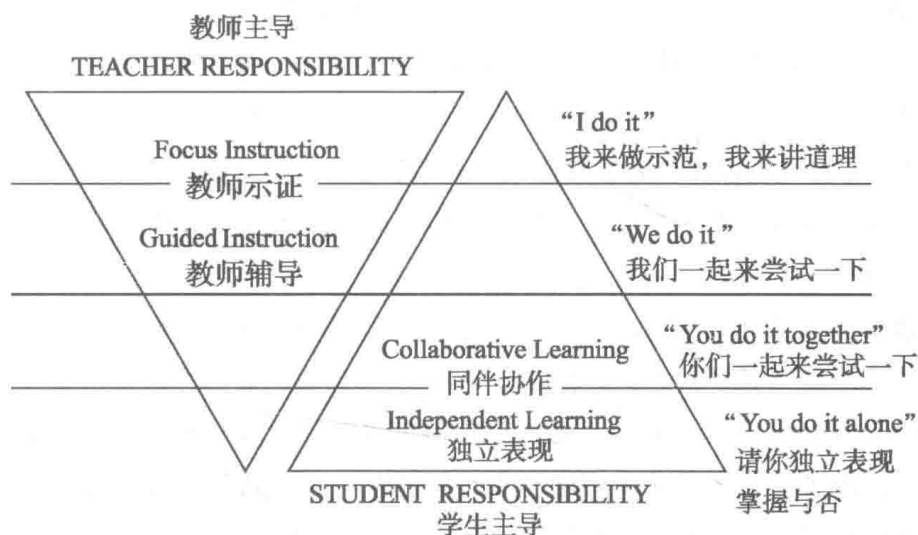 教师主导
TEACHER RESPONSIBILITY
Focus Instruction
教师示证
“I do it”
我来做示范，我来讲道理
Guided Instruction
教师辅导
“We do it”
我们一起来尝试一下
Collaborative Learning
同伴协作
“You do it together”
你们一起来尝试一下
Independent Learning
独立表现
“You do it alone”
请你独立表现
掌握与否
STUDENT RESPONSIBILITY
学生主导